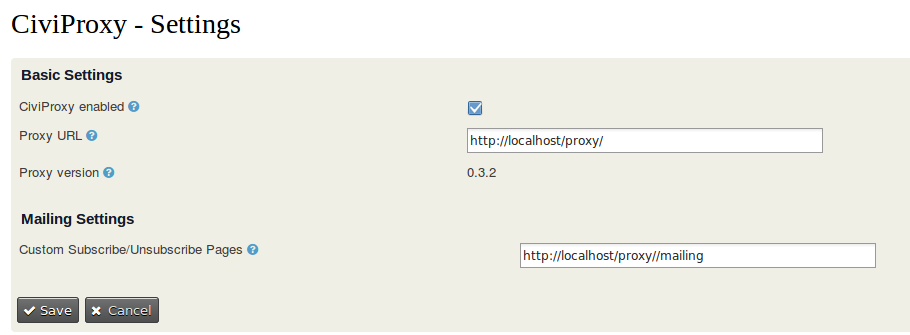 CiviProxy - Settings
Basic Settings
CiviProxy enabled ?
Proxy URL ? http://localhost/proxy/
Proxy version ? 0.3.2
Mailing Settings
Custom Subscribe/Unsubscribe Pages ? http://localhost/proxy//mailing
Save Cancel